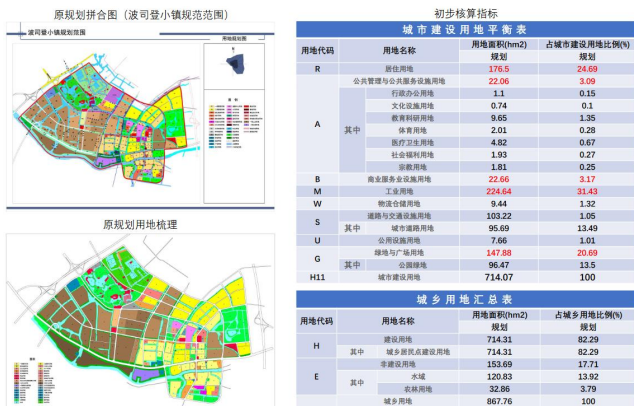 原规划拼合图（波司登小镇规范范围）
波司登小镇规划范围
用地规划图
原规划用地梳理
初步核算指标
城市建设用地平衡表
用地代码 用地名称 用地面积(hm2) 占城市建设用地比例(%)
规划 规划
R 居住用地 176.5 24.69
公共管理与公共服务设施用地 22.06 3.09
A 其中 行政办公用地 1.1 0.15
文化设施用地 0.74 0.1
教育科研用地 9.65 1.35
体育用地 2.01 0.28
医疗卫生用地 4.82 0.67
社会福利用地 1.93 0.27
宗教用地 1.81 0.25
B 商业服务业设施用地 22.66 3.17
M 工业用地 224.64 31.43
W 物流仓储用地 9.44 1.32
S 道路与交通设施用地 103.22 1.05
其中 城市道路用地 95.69 13.49
U 公用设施用地 7.66 1.01
G 绿地与广场用地 147.88 20.69
其中 公园绿地 96.47 13.5
H11 城市建设用地 714.07 100
城乡用地汇总表
用地代码 用地名称 用地面积(hm2) 占城乡用地比例(%)
规划 规划
H 建设用地 714.31 82.29
其中 城乡居民点建设用地 714.31 82.29
E 非建设用地 153.69 17.71
其中 水域 120.83 13.92
农林用地 32.86 3.79
城乡用地 867.76 100